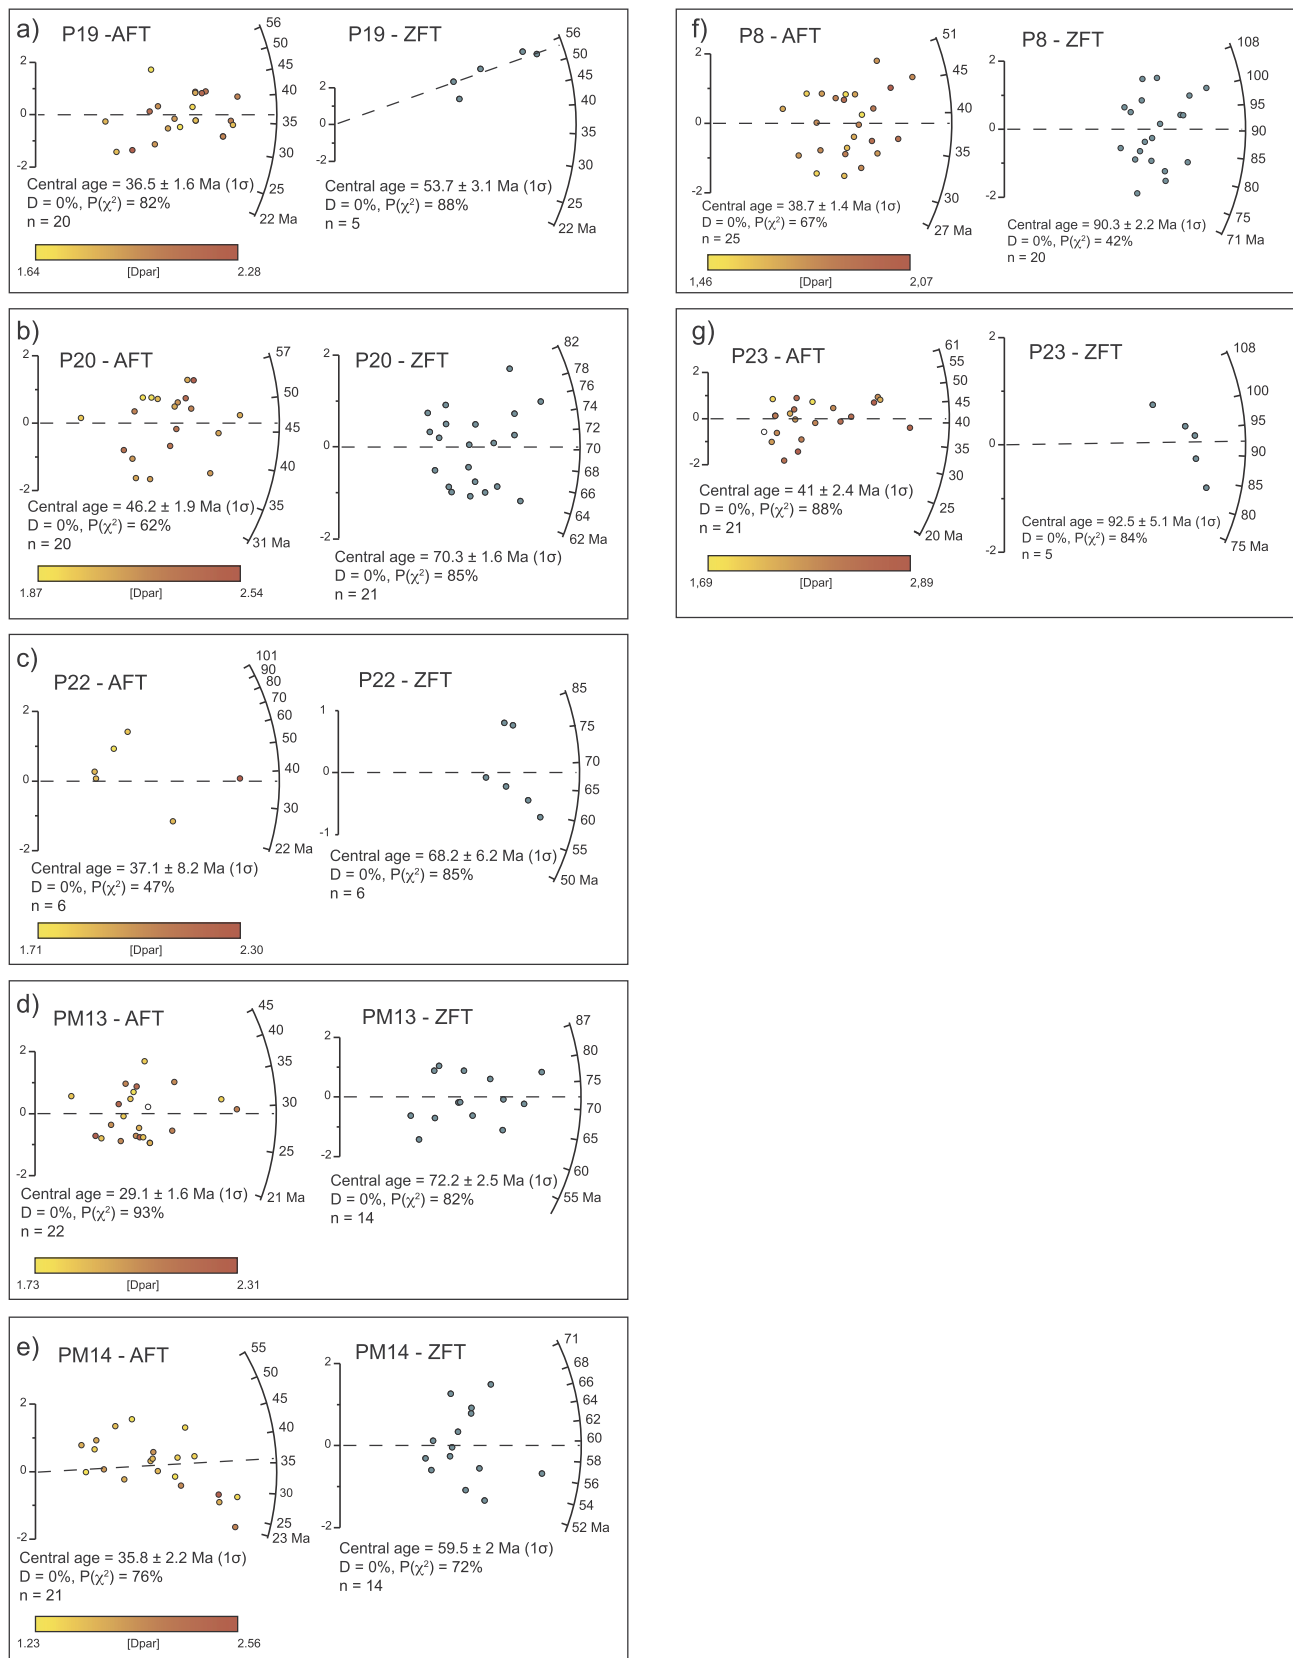 a)
P19 -AFT
2
0
-2
56
50
45
40
35
30
25
22 Ma
Central age = 36.5 ± 1.6 Ma (1σ)
D = 0%, P(χ²) = 82%
n = 20
1.64
[Dpar]
2.28
P19 - ZFT
2
0
-2
56
50
45
40
35
30
25
22 Ma
Central age = 53.7 ± 3.1 Ma (1σ)
D = 0%, P(χ²) = 88%
n = 5
b)
P20 - AFT
2
0
-2
57
50
45
40
35
31 Ma
Central age = 46.2 ± 1.9 Ma (1σ)
D = 0%, P(χ²) = 62%
n = 20
1.87
[Dpar]
2.54
P20 - ZFT
2
0
-2
82
78
76
74
72
70
68
66
64
62 Ma
Central age = 70.3 ± 1.6 Ma (1σ)
D = 0%, P(χ²) = 85%
n = 21
c)
P22 - AFT
2
0
-2
101
90
80
70
60
50
40
30
22 Ma
Central age = 37.1 ± 8.2 Ma (1σ)
D = 0%, P(χ²) = 47%
n = 6
1.71
[Dpar]
2.30
P22 - ZFT
1
0
-1
85
75
70
65
60
55
50 Ma
Central age = 68.2 ± 6.2 Ma (1σ)
D = 0%, P(χ²) = 85%
n = 6
d)
PM13 - AFT
2
0
-2
45
40
35
30
25
21 Ma
Central age = 29.1 ± 1.6 Ma (1σ)
D = 0%, P(χ²) = 93%
n = 22
1.73
[Dpar]
2.31
PM13 - ZFT
2
0
-2
87
80
75
70
65
60
55 Ma
Central age = 72.2 ± 2.5 Ma (1σ)
D = 0%, P(χ²) = 82%
n = 14
e)
PM14 - AFT
2
0
-2
55
50
45
40
35
30
25
23 Ma
Central age = 35.8 ± 2.2 Ma (1σ)
D = 0%, P(χ²) = 76%
n = 21
1.23
[Dpar]
2.56
PM14 - ZFT
2
0
-2
71
68
66
64
62
60
58
56
54
52 Ma
Central age = 59.5 ± 2 Ma (1σ)
D = 0%, P(χ²) = 72%
n = 14
f)
P8 - AFT
2
0
-2
51
45
40
35
30
27 Ma
Central age = 38.7 ± 1.4 Ma (1σ)
D = 0%, P(χ²) = 67%
n = 25
1,46
[Dpar]
2,07
P8 - ZFT
2
0
-2
108
100
95
90
85
80
75
71 Ma
Central age = 90.3 ± 2.2 Ma (1σ)
D = 0%, P(χ²) = 42%
n = 20
g)
P23 - AFT
2
0
-2
61
55
50
45
40
35
30
25
20 Ma
Central age = 41 ± 2.4 Ma (1σ)
D = 0%, P(χ²) = 88%
n = 21
1,69
[Dpar]
2,89
P23 - ZFT
2
0
-2
108
100
95
90
85
80
75 Ma
Central age = 92.5 ± 5.1 Ma (1σ)
D = 0%, P(χ²) = 84%
n = 5